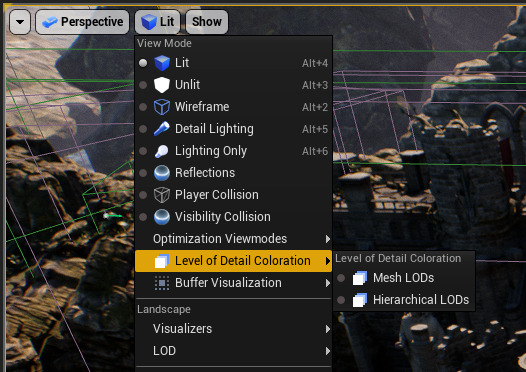 Perspective Lit Show
View Mode
Lit Alt+4
Unlit Alt+3
Wireframe Alt+2
Detail Lighting Alt+5
Lighting Only Alt+6
Reflections
Player Collision
Visibility Collision
Optimization Viewmodes
Level of Detail Coloration
Buffer Visualization
Landscape
Visualizers
LOD
Level of Detail Coloration
Mesh LODs
Hierarchical LODs